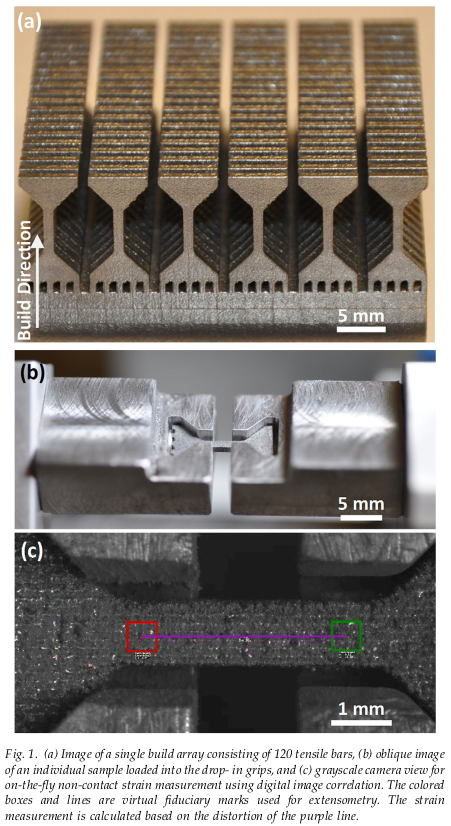 (a)
Build Direction
5 mm
(b)
5 mm
(c)
1 mm
Fig. 1. (a) Image of a single build array consisting of 120 tensile bars, (b) oblique image
of an individual sample loaded into the drop- in grips, and (c) grayscale camera view for
on-the-fly non-contact strain measurement using digital image correlation. The colored
boxes and lines are virtual fiduciary marks used for extensometry. The strain
measurement is calculated based on the distortion of the purple line.